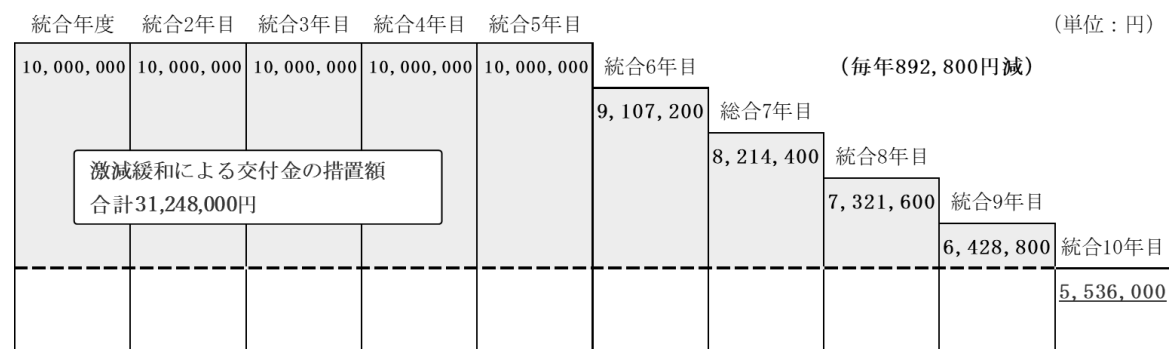 統合年度 統合2年目 統合3年目 統合4年目 統合5年目 (単位：円)
10,000,000 10,000,000 10,000,000 10,000,000 10,000,000 統合6年目 (毎年892,800円減)
9,107,200 総合7年目
8,214,400 統合8年目
激減緩和による交付金の措置額
合計31,248,000円
7,321,600 統合9年目
6,428,800 統合10年目
5,536,000